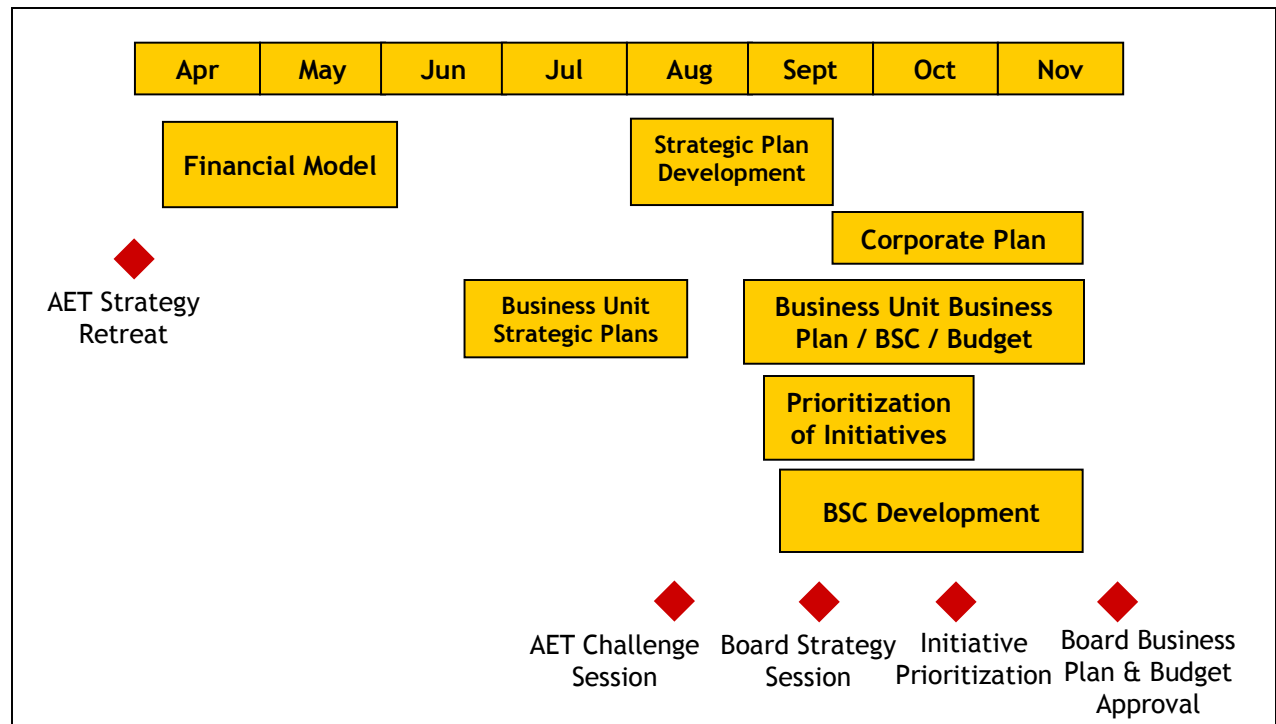 Apr May Jun Jul Aug Sept Oct Nov
Financial Model
Strategic Plan
Development
Corporate Plan
AET Strategy
Retreat
Business Unit
Strategic Plans
Business Unit Business
Plan / BSC / Budget
Prioritization
of Initiatives
BSC Development
AET Challenge
Session
Board Strategy
Session
Initiative
Prioritization
Board Business
Plan & Budget
Approval